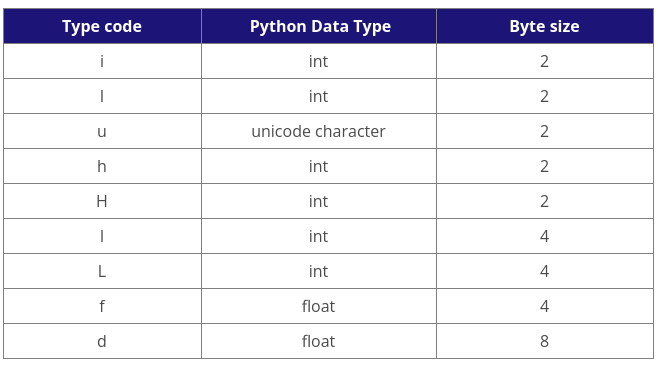 Type code Python Data Type Byte size
i int 2
I int 2
u unicode character 2
h int 2
H int 2
l int 4
L int 4
f float 4
d float 8